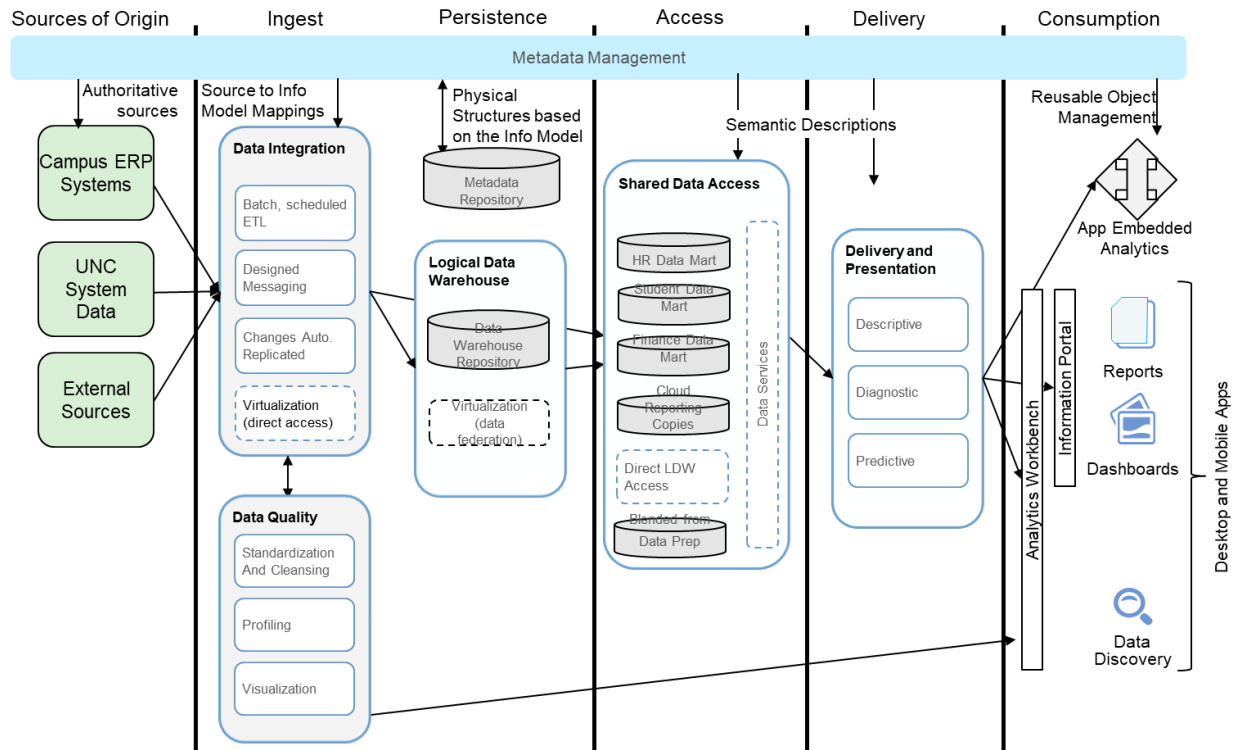 Sources of Origin
Ingest
Persistence
Access
Delivery
Consumption
Metadata Management
Authoritative
sources
Source to Info
Model Mappings
Physical
Structures based
on the Info Model
Semantic Descriptions
Reusable Object
Management
Campus ERP
Systems
UNC
System
Data
External
Sources
Data Integration
Batch, scheduled
ETL
Designed
Messaging
Changes Auto.
Replicated
Virtualization
(direct access)
Data Quality
Standardization
And Cleansing
Profiling
Visualization
Metadata
Repository
Logical Data
Warehouse
Data
Warehouse
Repository
Virtualization
(data
federation)
Shared Data Access
HR Data Mart
Student Data
Mart
Finance Data
Mart
Cloud
Reporting
Copies
Direct LDW
Access
Blended from
Data Prep
Data Services
Delivery and
Presentation
Descriptive
Diagnostic
Predictive
Analytics Workbench
Information Portal
App Embedded
Analytics
Reports
Dashboards
Data
Discovery
Desktop and Mobile Apps